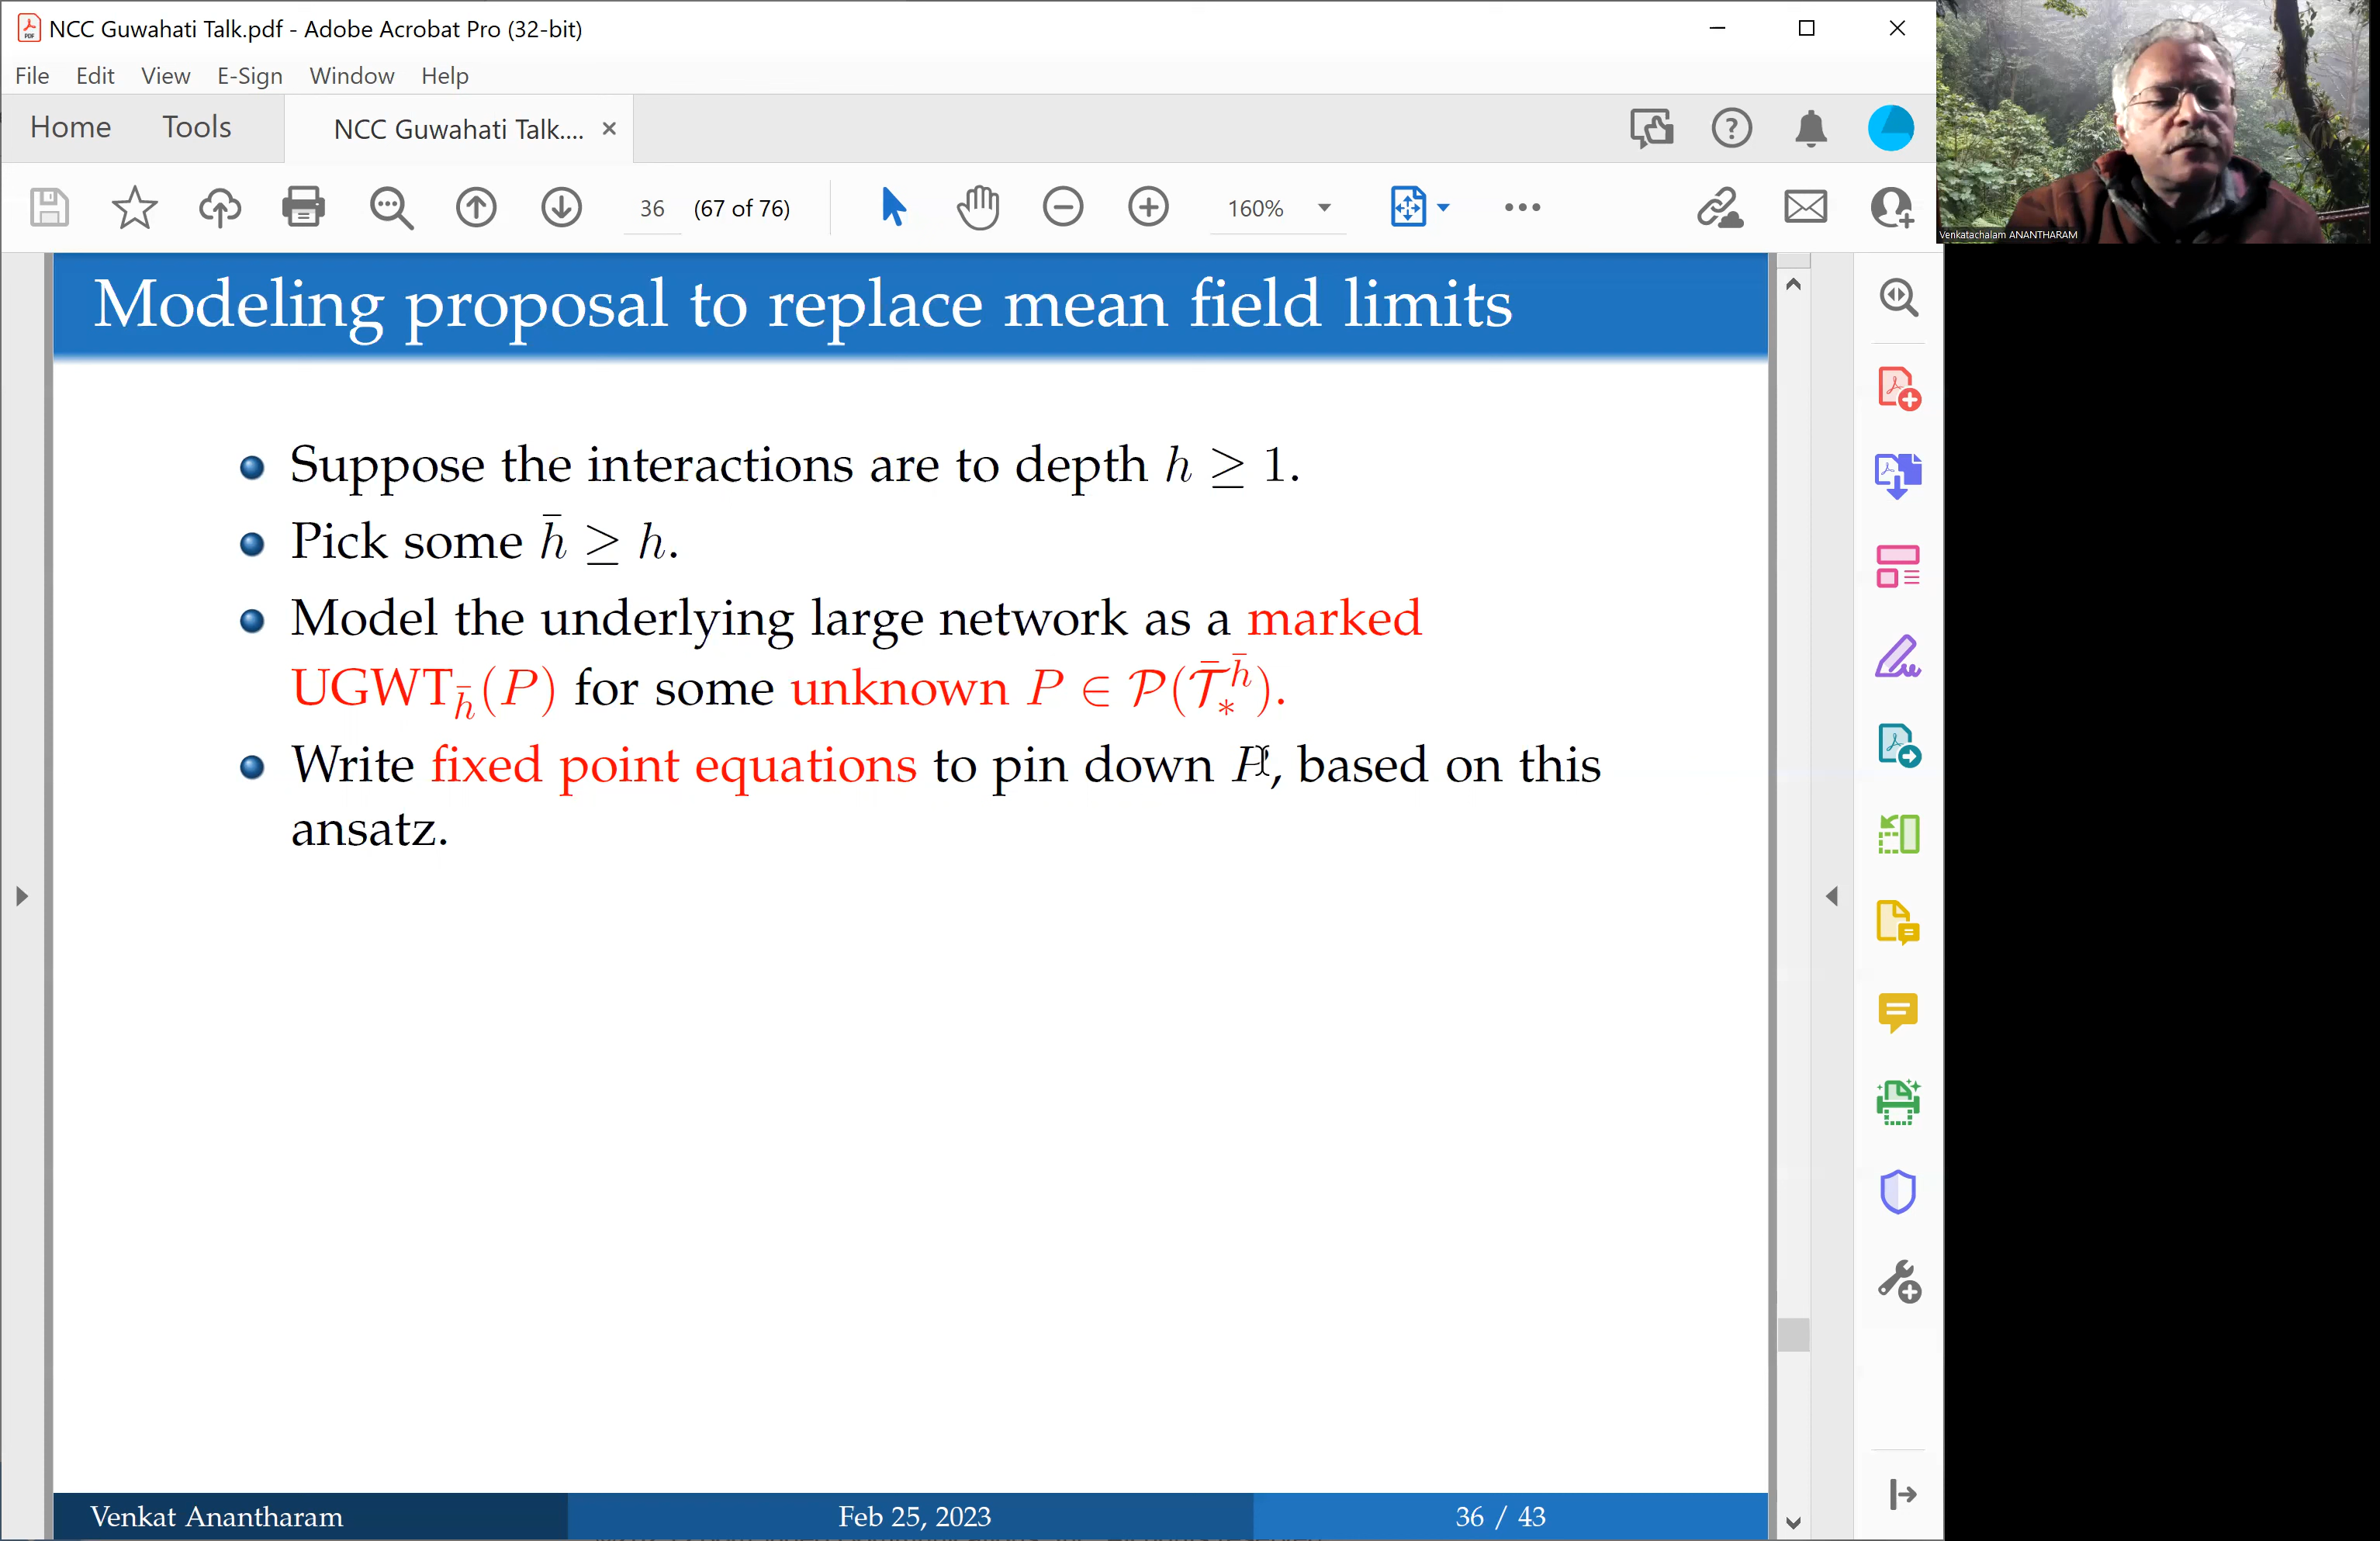 NCC Guwahati Talk.pdf - Adobe Acrobat Pro (32-bit)
File Edit View E-Sign Window Help
Home Tools NCC Guwahati Talk.... ×
36 (67 of 76) 160%
Venkatachalam ANANTHARAM
Modeling proposal to replace mean field limits
Suppose the interactions are to depth h ≥ 1.
Pick some h̄ ≥ h.
Model the underlying large network as a marked
UGWT_h̄(P) for some unknown P ∈ 𝒫(𝒯̄_*^h̄).
Write fixed point equations to pin down P, based on this
ansatz.
Venkat Anantharam Feb 25, 2023 36 / 43